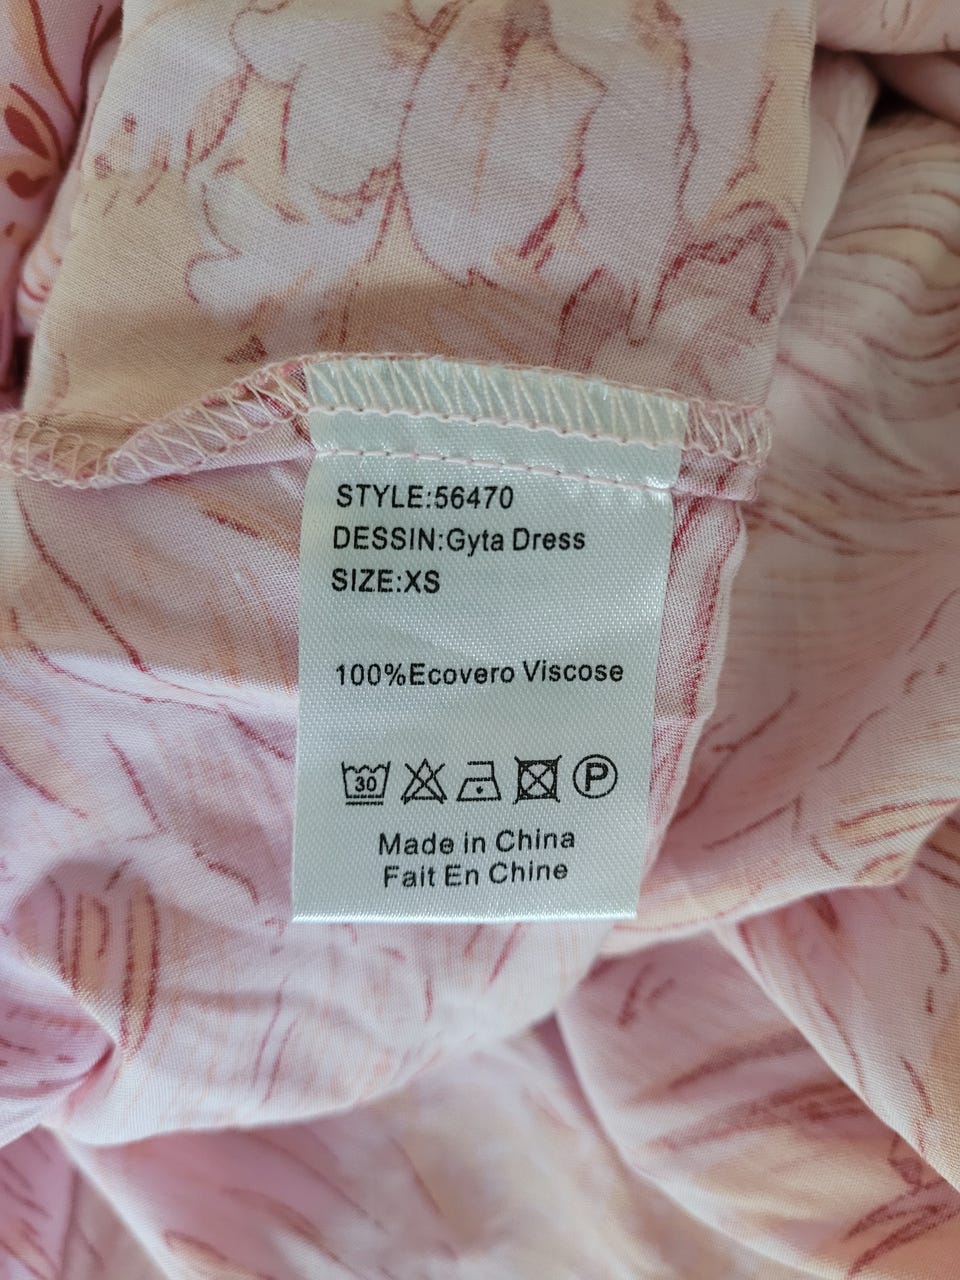 STYLE:56470
DESSIN:Gyta Dress
SIZE:XS
100%Ecovero Viscose
30 P
Made in China
Fait En Chine